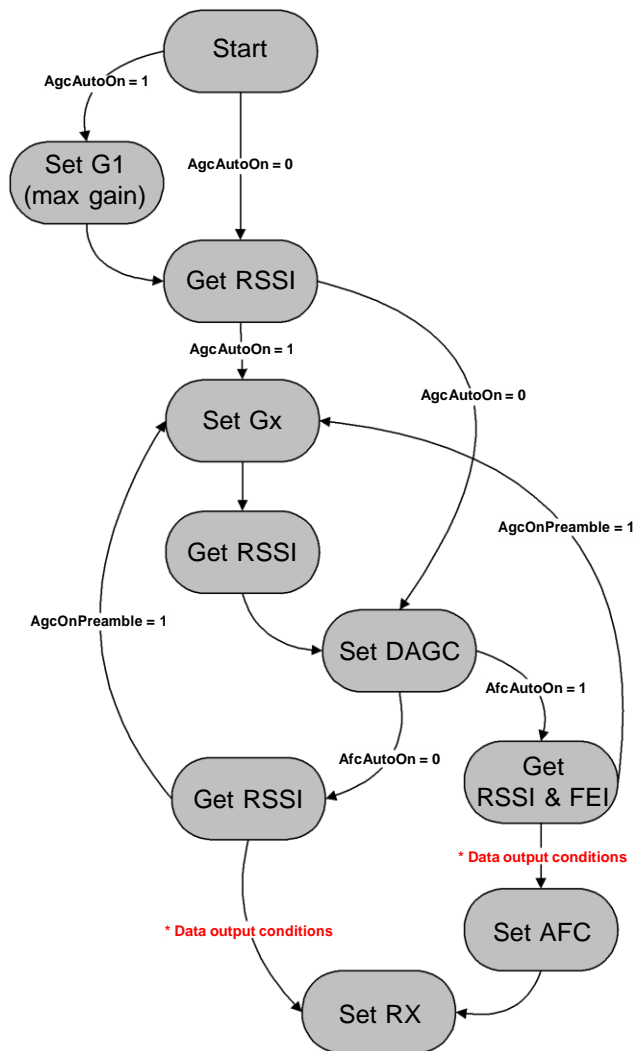 Start
AgcAutoOn = 1
Set G1
(max gain)
AgcAutoOn = 0
Get RSSI
AgcAutoOn = 1
AgcAutoOn = 0
Set Gx
AgcOnPreamble = 1
Get RSSI
AgcOnPreamble = 1
Set DAGC
AfcAutoOn = 1
AfcAutoOn = 0
Get
RSSI & FEI
Get RSSI
* Data output conditions
* Data output conditions
Set AFC
Set RX